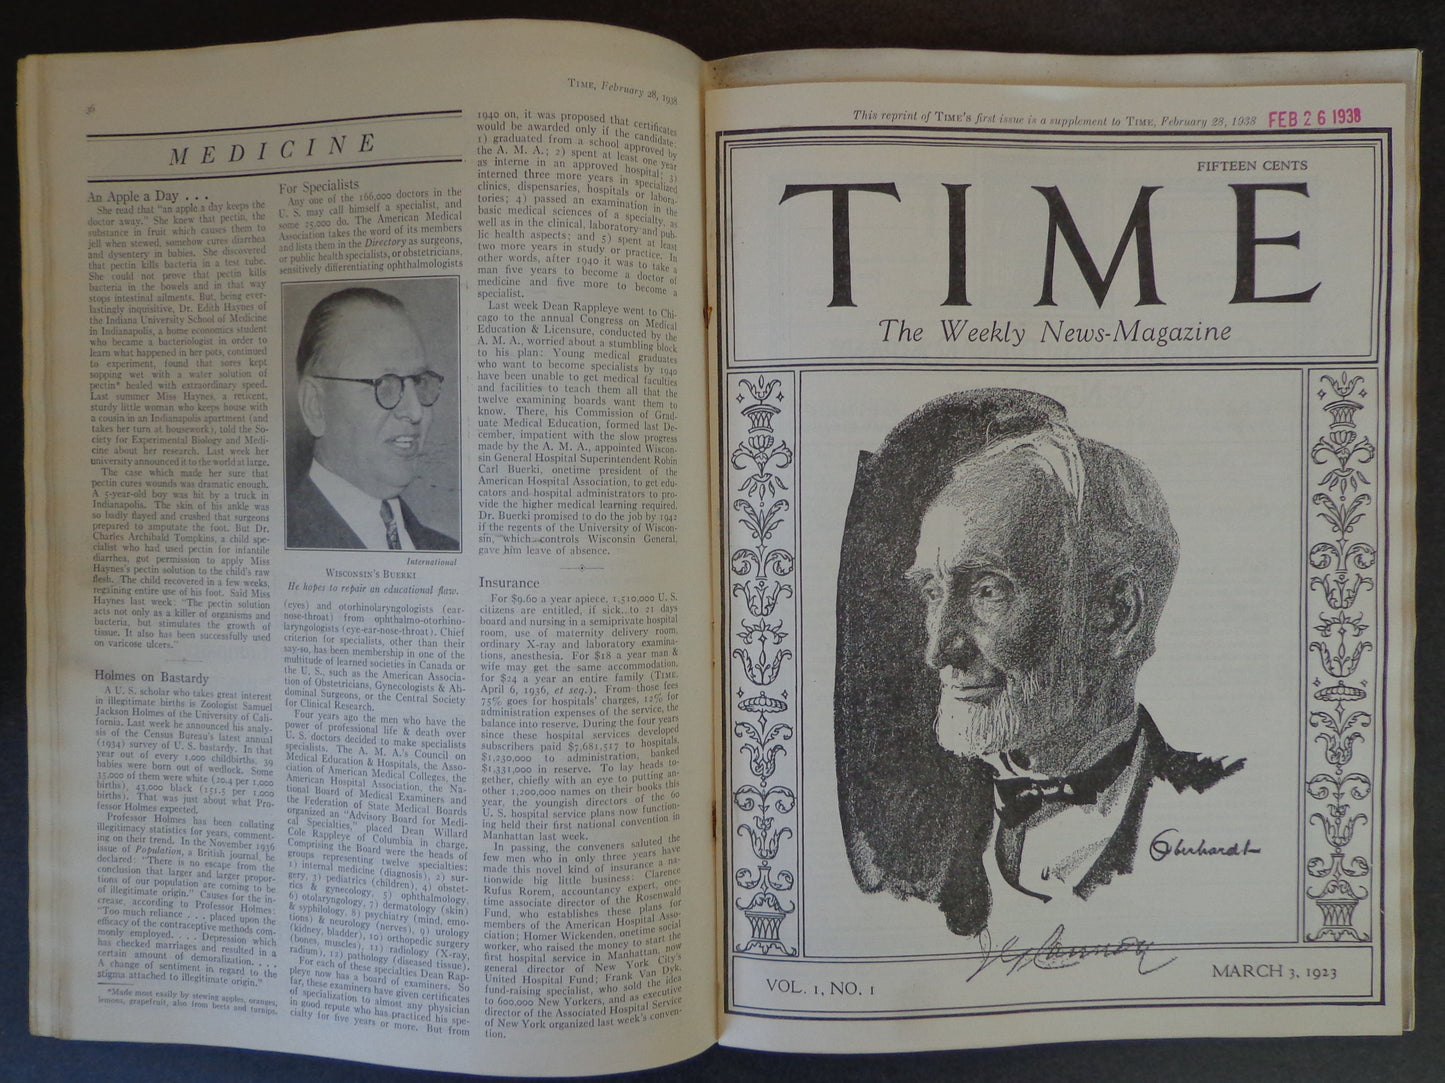 36
TIME, February 28, 1938
MEDICINE
An Apple a Day . . .
She read that "an apple a day keeps the
doctor away." She knew that pectin, the
substance in fruit which causes them to
jell when stewed, somehow cures diarrhea
and dysentery in babies. She discovered
that pectin kills bacteria in a test tube.
She could not prove that pectin kills
bacteria in the bowels and in that way
stops intestinal ailments. But, being ever-
lastingly inquisitive, Dr. Edith Haynes of
the Indiana University School of Medicine
in Indianapolis, a home economics student
who became a bacteriologist in order to
learn what happened in her pots, continued
to experiment, found that sores kept
sopping wet with a water solution of
pectin* healed with extraordinary speed.
Last summer Miss Haynes, a reticent,
sturdy little woman who keeps house with
a cousin in an Indianapolis apartment (and
takes her turn at housework), told the So-
ciety for Experimental Biology and Medi-
cine about her research. Last week her
university announced it to the world at large.
The case which made her sure that
pectin cures wounds was dramatic enough.
A 5-year-old boy was hit by a truck in
Indianapolis. The skin of his ankle was
so badly flayed and crushed that surgeons
prepared to amputate the foot. But Dr.
Charles Archibald Tompkins, a child spe-
cialist who had used pectin for infantile
diarrhea, got permission to apply Miss
Haynes's pectin solution to the child's raw
flesh. The child recovered in a few weeks,
regaining entire use of his foot. Said Miss
Haynes last week: "The pectin solution
acts not only as a killer of organisms and
bacteria, but stimulates the growth of
tissue. It also has been successfully used
on varicose ulcers."
Holmes on Bastardy
A U. S. scholar who takes great interest
in illegitimate births is Zoologist Samuel
Jackson Holmes of the University of Cali-
fornia. Last week he announced his analy-
sis of the Census Bureau's latest annual
(1934) survey of U. S. bastardy. In that
year out of every 1,000 childbirths, 39
babies were born out of wedlock. Some
35,000 of them were white (20.4 per 1,000
births), 43,000 black (151.5 per 1,000
births). That was just about what Pro-
fessor Holmes expected.
Professor Holmes has been collating
illegitimacy statistics for years, comment-
ing on their trend. In the November 1936
issue of Population, a British journal, he
declared: "There is no escape from the
conclusion that larger and larger propor-
tions of our population are coming to be
of illegitimate origin." Causes for the in-
crease, according to Professor Holmes:
"Too much reliance . . . placed upon the
efficacy of the contraceptive methods com-
monly employed. . . . Depression which
has checked marriages and resulted in a
certain amount of demoralization. . . .
A change of sentiment in regard to the
stigma attached to illegitimate origin."
*Made most easily by stewing apples, oranges,
lemons, grapefruit, also from beets and turnips.
For Specialists
Any one of the 166,000 doctors in the
U. S. may call himself a specialist, and
some 25,000 do. The American Medical
Association takes the word of its members
and lists them in the Directory as surgeons,
or public health specialists, or obstetricians,
sensitively differentiating ophthalmologists
International
WISCONSIN'S BUERKI
He hopes to repair an educational flaw.
(eyes) and otorhinolaryngologists (ear-
nose-throat) from ophthalmo-otorhino-
laryngologists (eye-ear-nose-throat). Chief
criterion for specialists, other than their
say-so, has been membership in one of the
multitude of learned societies in Canada or
the U. S., such as the American Associa-
tion of Obstetricians, Gynecologists & Ab-
dominal Surgeons, or the Central Society
for Clinical Research.
Four years ago the men who have the
power of professional life & death over
U. S. doctors decided to make specialists
specialists. The A. M. A.'s Council on
Medical Education & Hospitals, the Asso-
ciation of American Medical Colleges, the
American Hospital Association, the Na-
tional Board of Medical Examiners and
the Federation of State Medical Boards
organized an "Advisory Board for Medi-
cal Specialties," placed Dean Willard
Cole Rappleye of Columbia in charge.
Comprising the Board were the heads of
groups representing twelve specialties:
1) internal medicine (diagnosis), 2) sur-
gery, 3) pediatrics (children), 4) obstet-
rics & gynecology, 5) ophthalmology,
6) otolaryngology, 7) dermatology (skin)
& syphilology, 8) psychiatry (mind, emo-
tions) & neurology (nerves), 9) urology
(kidney, bladder), 10) orthopedic surgery
(bones, muscles), 11) radiology (X-ray,
radium), 12) pathology (diseased tissue).
For each of these specialties Dean Rap-
pleye now has a board of examiners. So
far, these examiners have given certificates
of specialization to almost any physician
in good repute who has practiced his spe-
cialty for five years or more. But from
1940 on, it was proposed that certificates
would be awarded only if the candidate,
1) graduated from a school approved by
the A. M. A.; 2) spent at least one year
as interne in an approved hospital; 3)
interned three more years in specialized
clinics, dispensaries, hospitals or labora-
tories; 4) passed an examination in the
basic medical sciences of a specialty, as
well as in the clinical, laboratory and pub-
lic health aspects; and 5) spent at least
two more years in study or practice. In
other words, after 1940 it was to take a
man five years to become a doctor of
medicine and five more to become a
specialist.
Last week Dean Rappleye went to Chi-
cago to the annual Congress on Medical
Education & Licensure, conducted by the
A. M. A., worried about a stumbling block
to his plan: Young medical graduates
who want to become specialists by 1940
have been unable to get medical faculties
and facilities to teach them all that the
twelve examining boards want them to
know. There, his Commission of Grad-
uate Medical Education, formed last De-
cember, impatient with the slow progress
made by the A. M. A., appointed Wiscon-
sin General Hospital Superintendent Robin
Carl Buerki, onetime president of the
American Hospital Association, to get edu-
cators and hospital administrators to pro-
vide the higher medical learning required.
Dr. Buerki promised to do the job by 1942
if the regents of the University of Wiscon-
sin, which controls Wisconsin General,
gave him leave of absence.
Insurance
For $9.60 a year apiece, 1,510,000 U. S.
citizens are entitled, if sick, to 21 days
board and nursing in a semiprivate hospital
room, use of maternity delivery room,
ordinary X-ray and laboratory examina-
tions, anesthesia. For $18 a year man &
wife may get the same accommodation,
for $24 a year an entire family (TIME,
April 6, 1936, et seq.). From those fees
75% goes for hospitals' charges, 12% for
administration expenses of the service, the
balance into reserve. During the four years
since these hospital services developed
subscribers paid $7,681,517 to hospitals,
$1,230,000 to administration, banked
$1,331,000 in reserve. To lay heads to-
gether, chiefly with an eye to putting an-
other 1,200,000 names on their books this
year, the youngish directors of the 60
U. S. hospital service plans now function-
ing held their first national convention in
Manhattan last week.
In passing, the conveners saluted the
few men who in only three years have
made this novel kind of insurance a na-
tionwide big little business: Clarence
Rufus Rorem, accountancy expert, one-
time associate director of the Rosenwald
Fund, who establishes these plans for
members of the American Hospital Asso-
ciation; Homer Wickenden, onetime social
worker, who raised the money to start the
first hospital service in Manhattan, now
general director of New York City's
United Hospital Fund; Frank Van Dyk,
fund-raising specialist, who sold the idea
to 600,000 New Yorkers, and as executive
director of the Associated Hospital Service
of New York organized last week's conven-
tion.
This reprint of TIME'S first issue is a supplement to TIME, February 28, 1938
FEB 26 1938
FIFTEEN CENTS
TIME
The Weekly News-Magazine
Eberhardt
J G Cannon
VOL. 1, NO. 1
MARCH 3, 1923